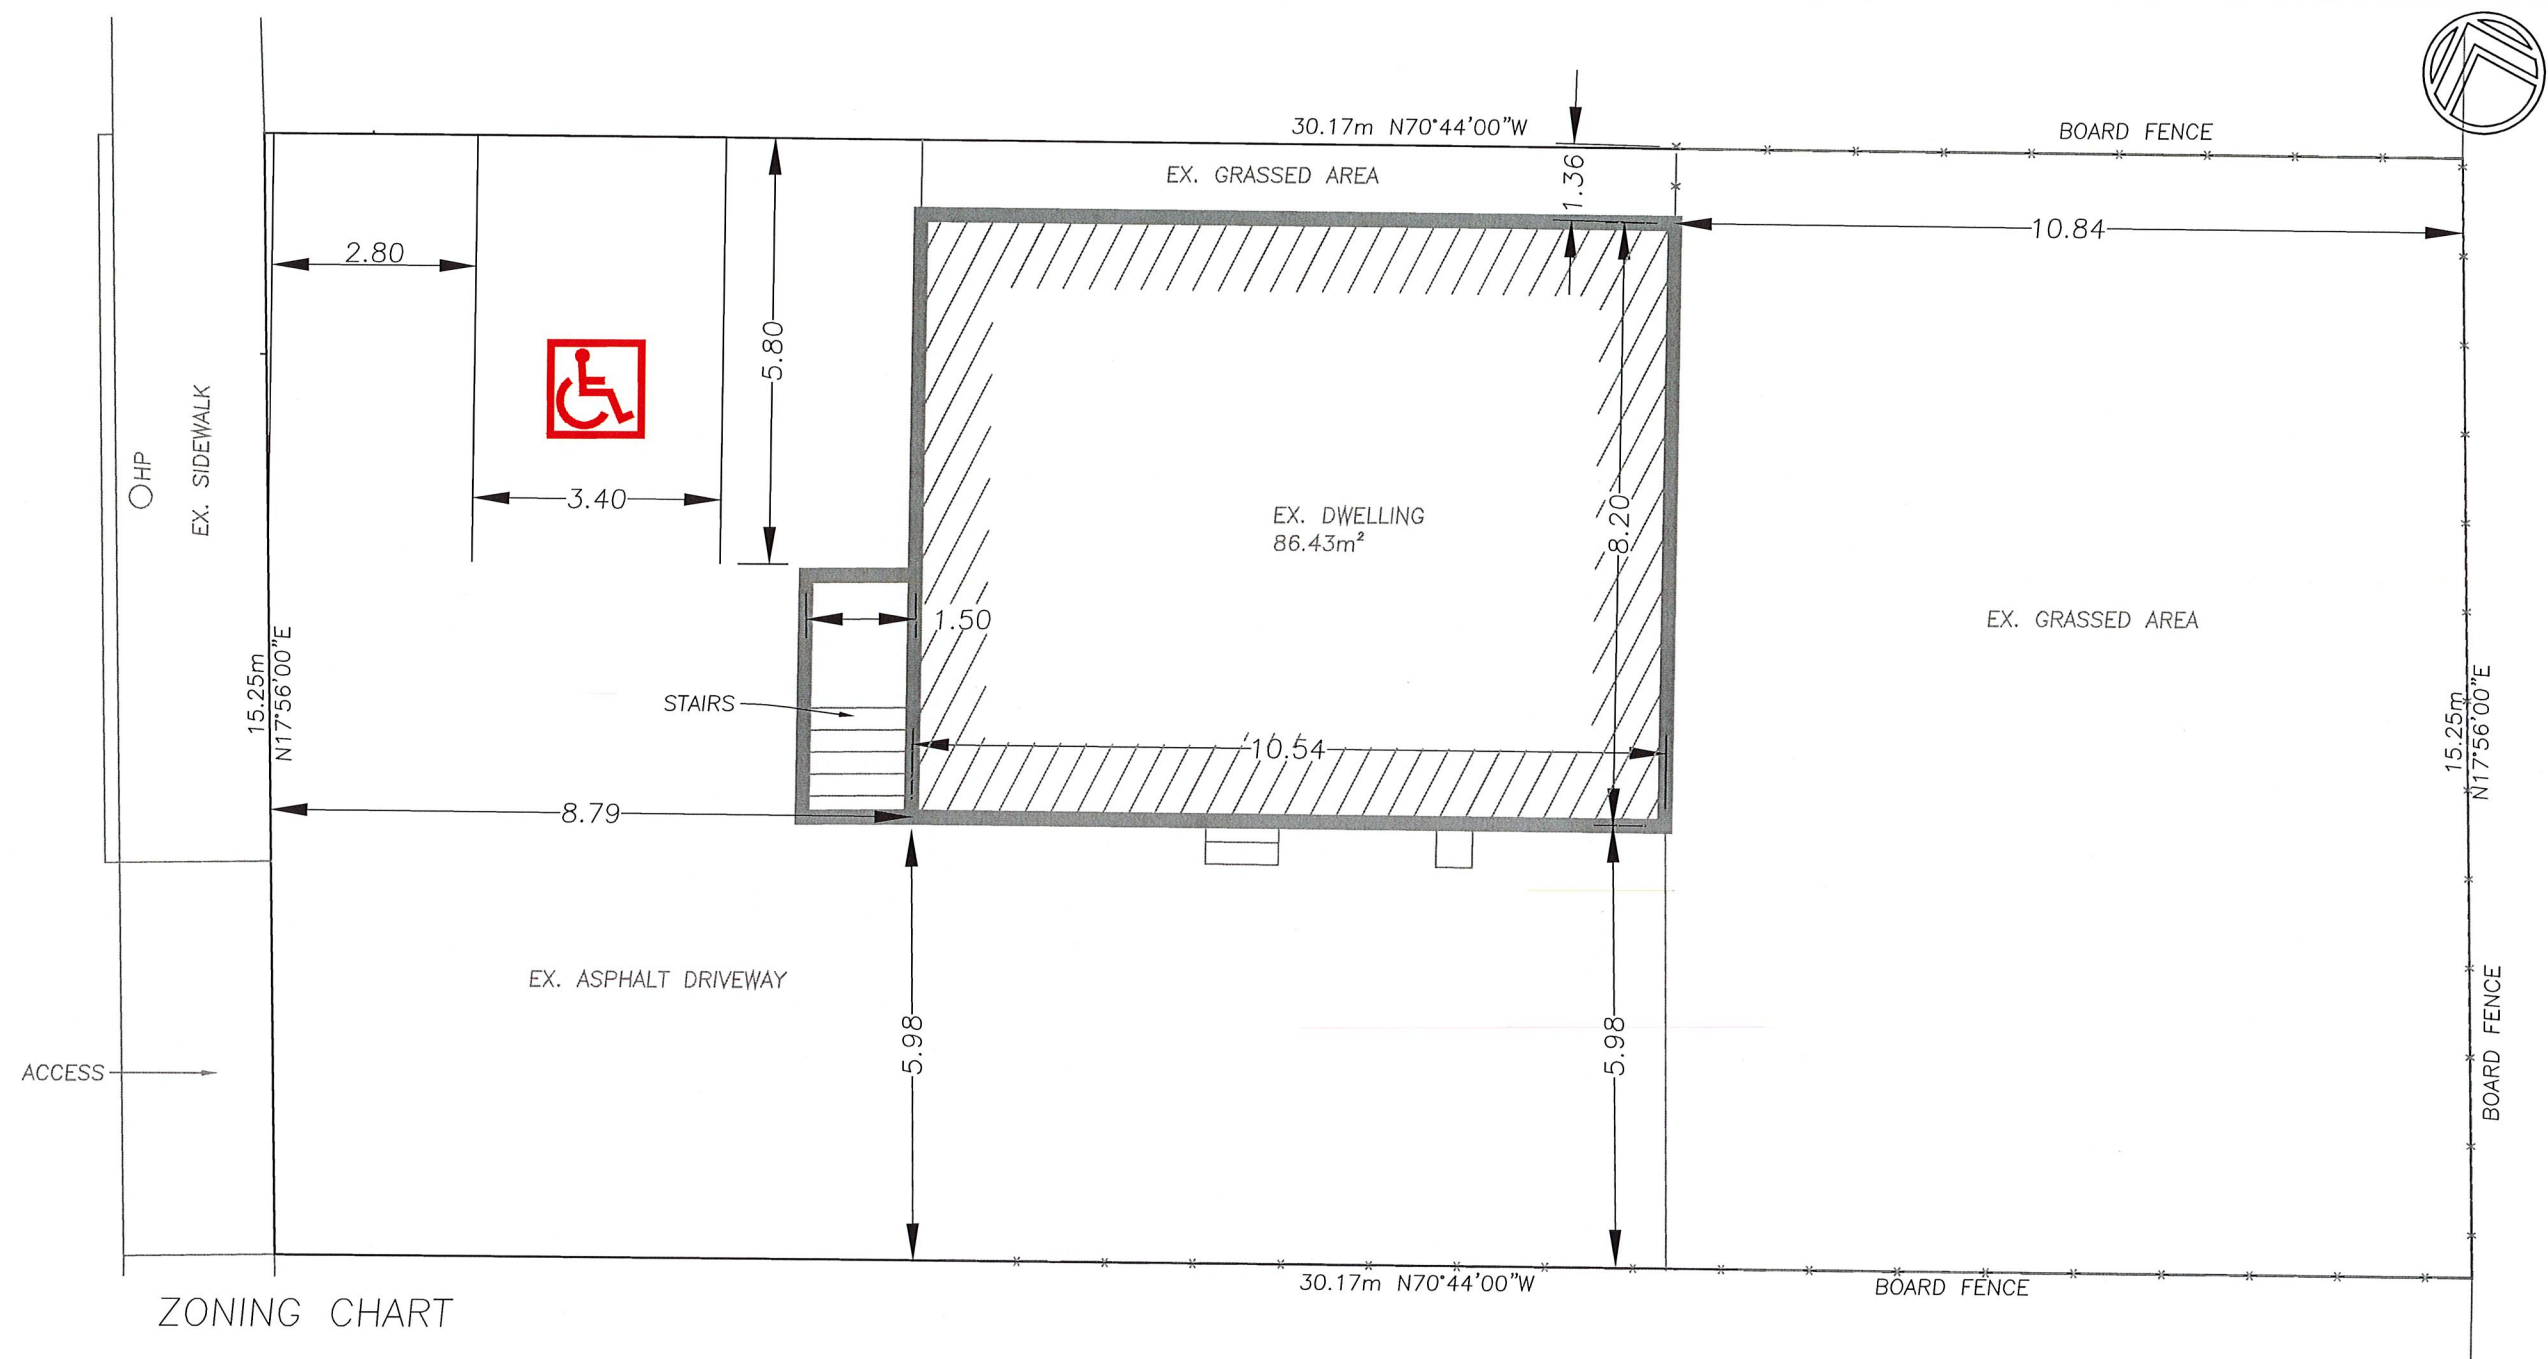 30.17m N70°44'00"W
BOARD FENCE
EX. GRASSED AREA
1.36
10.84
2.80
5.80
HP
EX. SIDEWALK
3.40
EX. DWELLING
86.43m²
8.20
1.50
EX. GRASSED AREA
15.25m
N17°56'00"E
STAIRS
10.54
15.25m
N17°56'00"E
8.79
EX. ASPHALT DRIVEWAY
5.98
5.98
BOARD FENCE
ACCESS
30.17m N70°44'00"W
BOARD FENCE
ZONING CHART